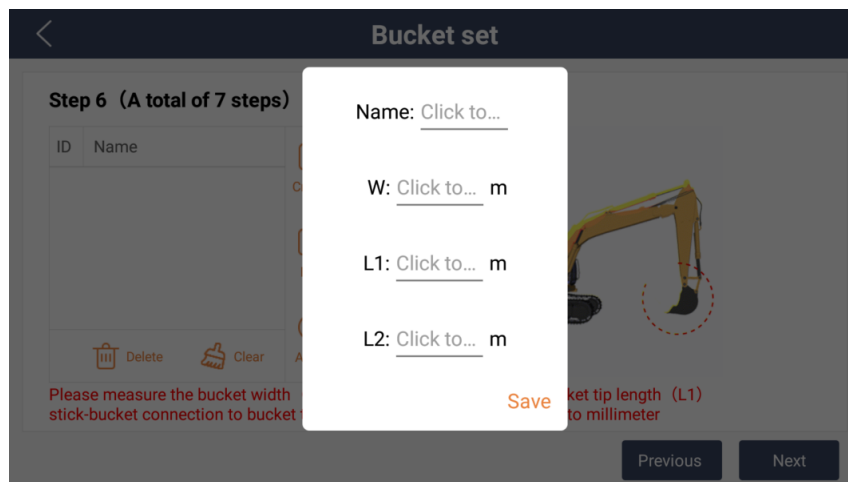 Bucket set
Step 6（A total of 7 steps）
ID Name
Name: Click to...
W: Click to... m
L1: Click to... m
L2: Click to... m
Save
Delete Clear
Please measure the bucket width
ket tip length（L1）
stick-bucket connection to bucket
to millimeter
Previous Next